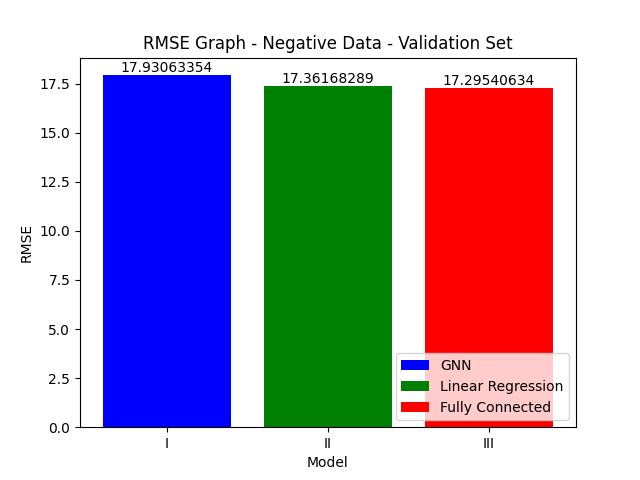 RMSE Graph - Negative Data - Validation Set
17.93063354
17.36168289
17.29540634
17.5
15.0
12.5
10.0
7.5
5.0
2.5
0.0
RMSE
GNN
Linear Regression
Fully Connected
I
II
III
Model